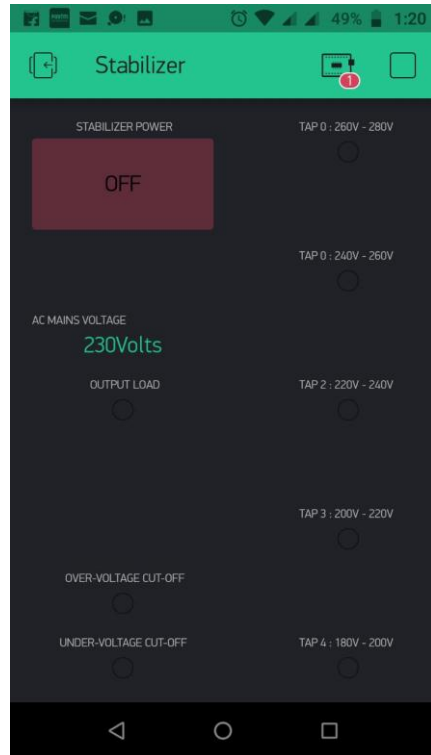 49% 1:20
Stabilizer
1
STABILIZER POWER
OFF
TAP 0 : 260V - 280V
TAP 0 : 240V - 260V
AC MAINS VOLTAGE
230Volts
OUTPUT LOAD
TAP 2 : 220V - 240V
TAP 3 : 200V - 220V
OVER-VOLTAGE CUT-OFF
UNDER-VOLTAGE CUT-OFF
TAP 4 : 180V - 200V